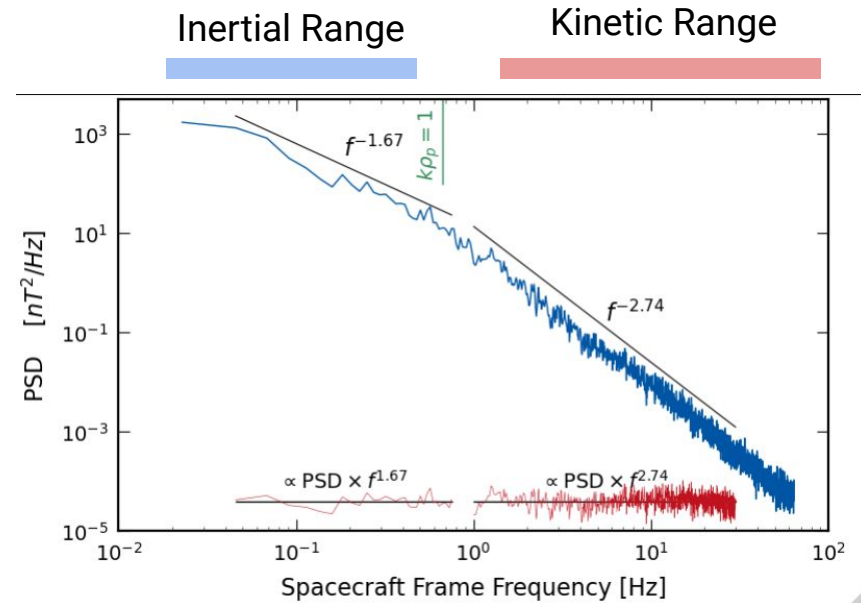 Inertial Range
Kinetic Range
10^3
10^1
10^-1
10^-3
10^-5
PSD [nT^2/Hz]
f^-1.67
kρ_p = 1
f^-2.74
∝ PSD × f^1.67
∝ PSD × f^2.74
10^-2
10^-1
10^0
10^1
10^2
Spacecraft Frame Frequency [Hz]